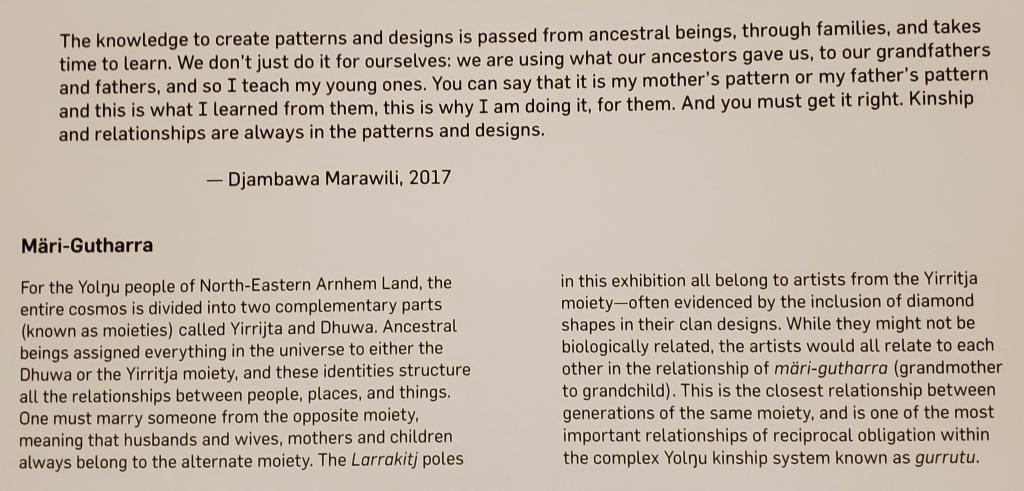 The knowledge to create patterns and designs is passed from ancestral beings, through families, and takes
time to learn. We don't just do it for ourselves: we are using what our ancestors gave us, to our grandfathers
and fathers, and so I teach my young ones. You can say that it is my mother's pattern or my father's pattern
and this is what I learned from them, this is why I am doing it, for them. And you must get it right. Kinship
and relationships are always in the patterns and designs.
— Djambawa Marawili, 2017
Märi-Gutharra
For the Yolŋu people of North-Eastern Arnhem Land, the
entire cosmos is divided into two complementary parts
(known as moieties) called Yirrijta and Dhuwa. Ancestral
beings assigned everything in the universe to either the
Dhuwa or the Yirritja moiety, and these identities structure
all the relationships between people, places, and things.
One must marry someone from the opposite moiety,
meaning that husbands and wives, mothers and children
always belong to the alternate moiety. The Larrakitj poles
in this exhibition all belong to artists from the Yirritja
moiety—often evidenced by the inclusion of diamond
shapes in their clan designs. While they might not be
biologically related, the artists would all relate to each
other in the relationship of märi-gutharra (grandmother
to grandchild). This is the closest relationship between
generations of the same moiety, and is one of the most
important relationships of reciprocal obligation within
the complex Yolŋu kinship system known as gurrutu.